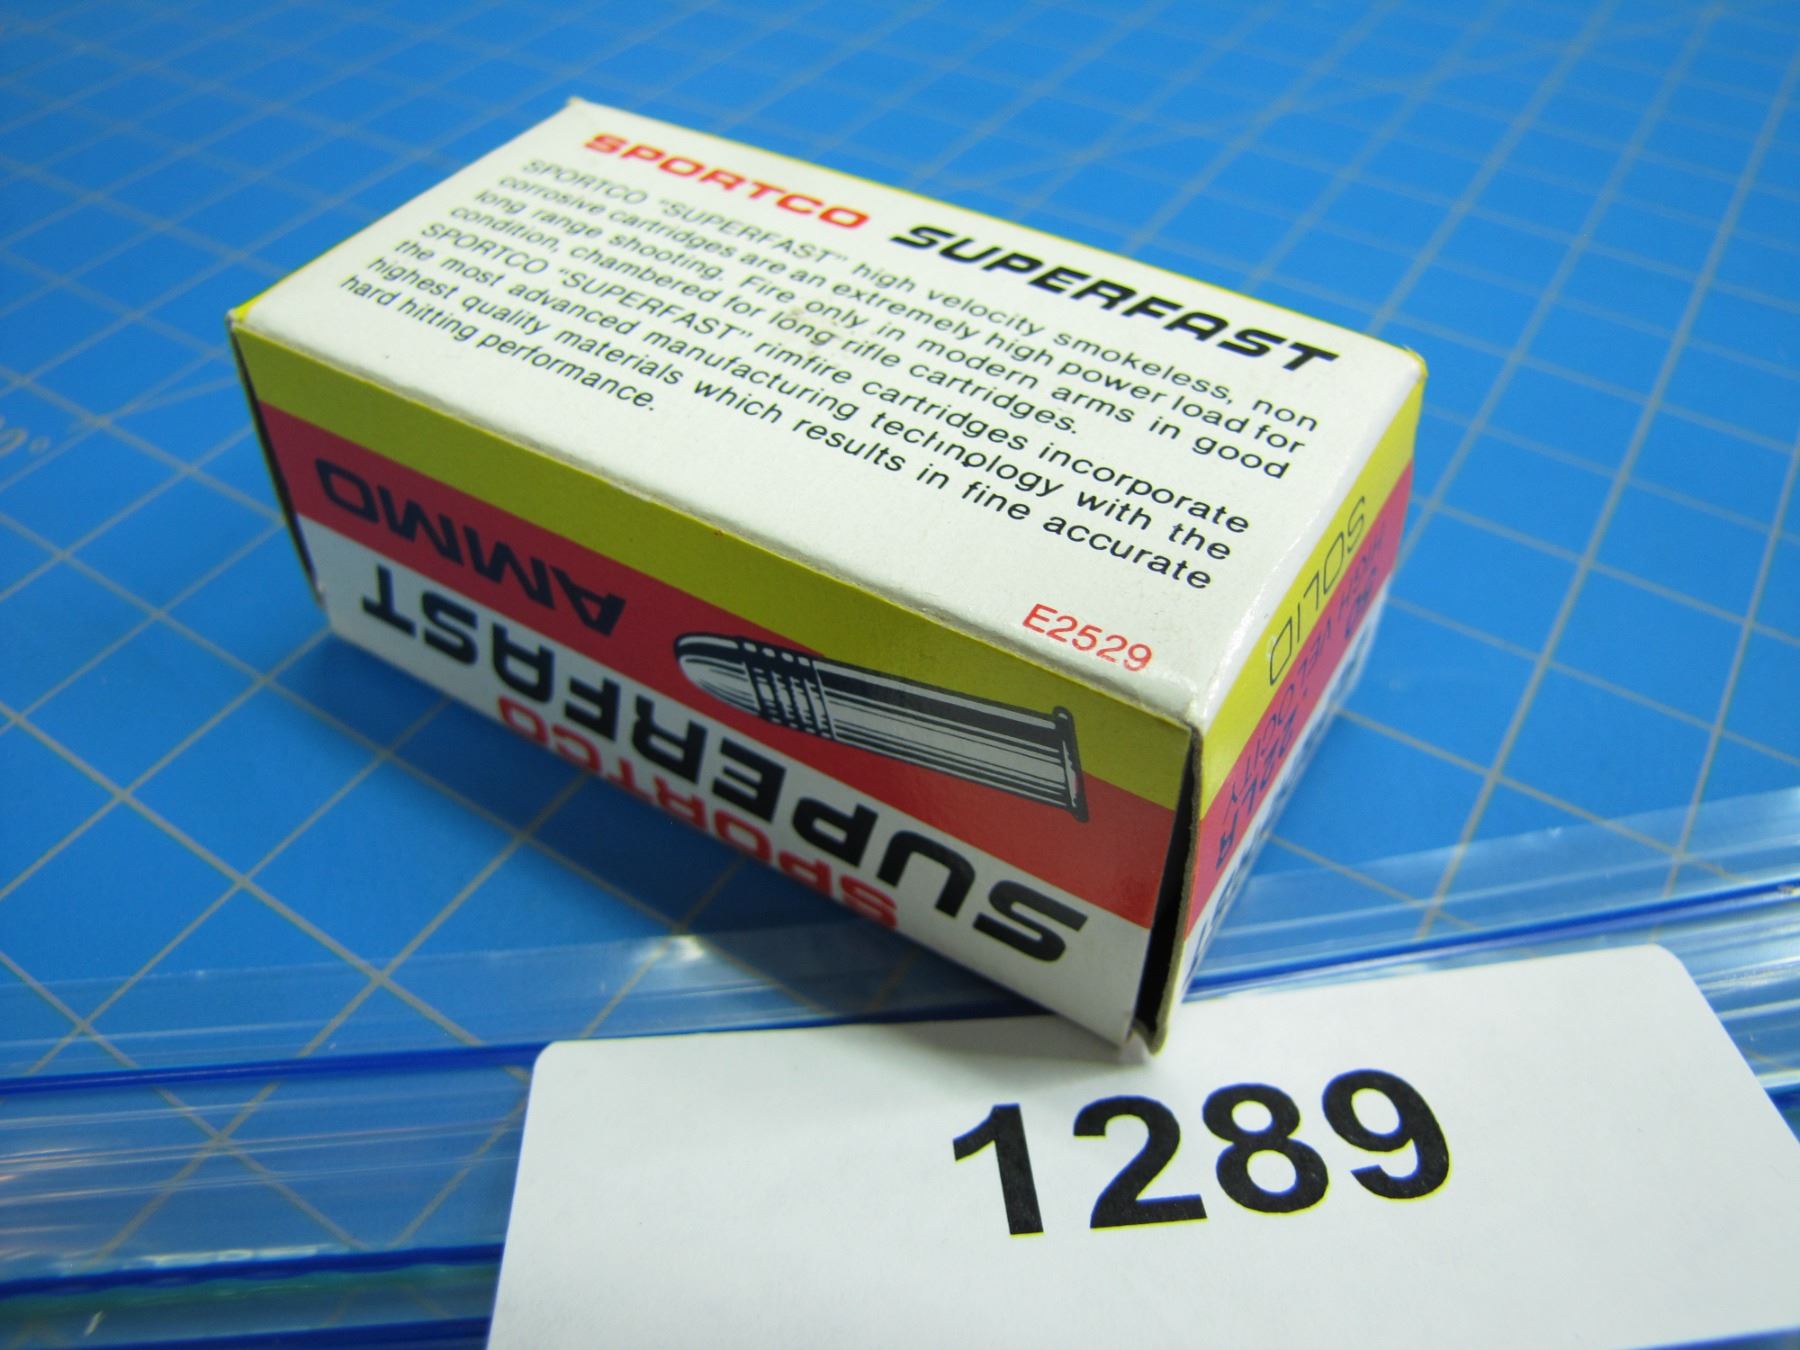 SPORTCO SUPERFAST
SPORTCO "SUPERFAST" high velocity smokeless, non
corrosive cartridges are an extremely high power load for
long range shooting. Fire only in modern arms in good
condition, chambered for long rifle cartridges.
SPORTCO "SUPERFAST" rimfire cartridges incorporate
the most advanced manufacturing technology with the
highest quality materials which results in fine accurate
hard hitting performance.
E2529
SPORTCO
SUPERFAST
AMMO
HIGH VELOCITY
SOLID
1289